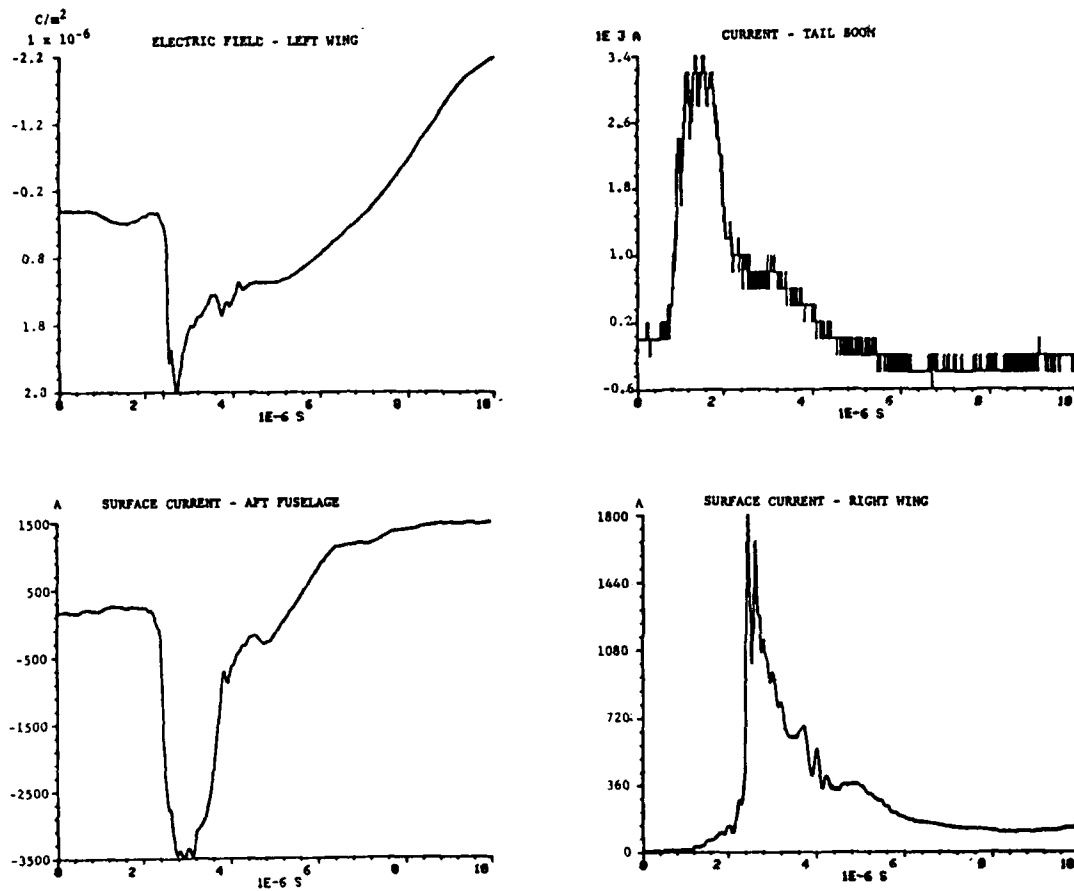 C/m²
1 x 10⁻⁶
ELECTRIC FIELD - LEFT WING
-2.2
-1.2
-0.2
0.8
1.8
2.8
0 2 4 6 8 10
1E-6 S
1E 3 A
CURRENT - TAIL BOOM
3.4
2.6
1.8
1.0
0.2
-0.6
0 2 4 6 8 10
1E-6 S
A
SURFACE CURRENT - AFT FUSELAGE
1500
500
-500
-1500
-2500
-3500
0 2 4 6 8 10
1E-6 S
A
SURFACE CURRENT - RIGHT WING
1800
1440
1080
720
360
0
0 2 4 6 8 10
1E-6 S